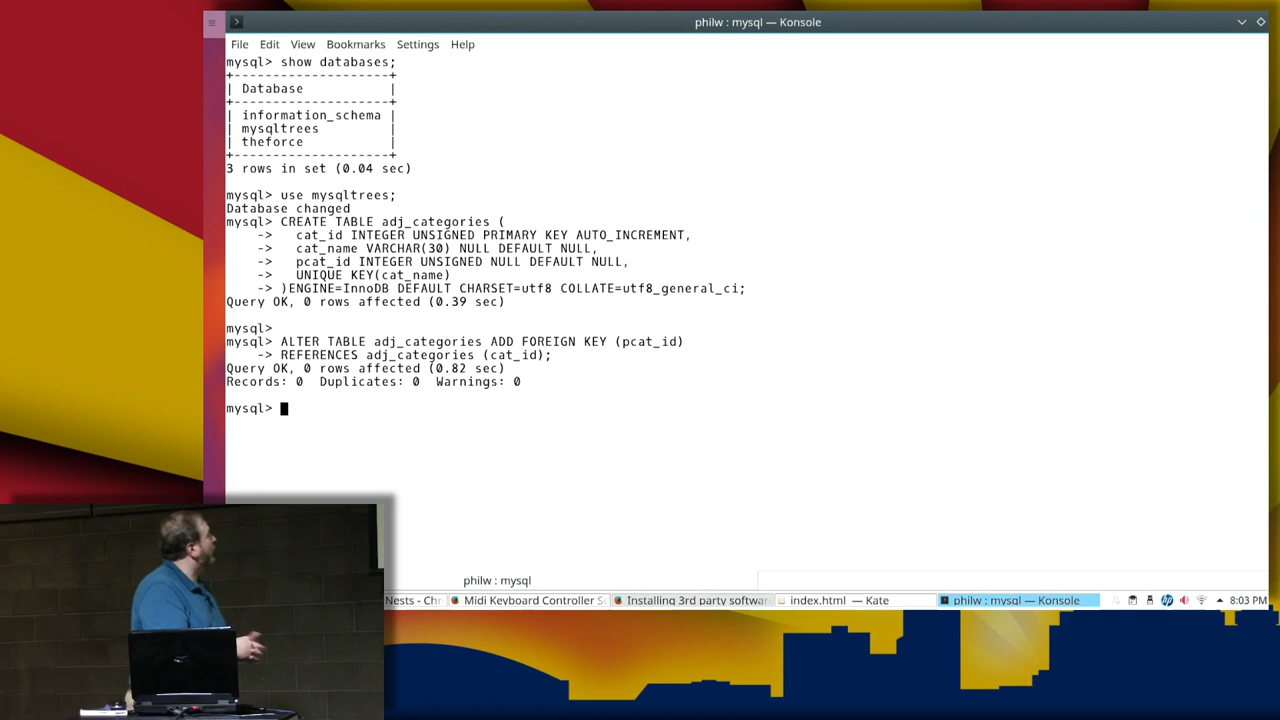 philw : mysql — Konsole
File Edit View Bookmarks Settings Help
mysql> show databases;
+--------------------+
| Database           |
+--------------------+
| information_schema |
| mysqltrees         |
| theforce           |
+--------------------+
3 rows in set (0.04 sec)
mysql> use mysqltrees;
Database changed
mysql> CREATE TABLE adj_categories (
    ->   cat_id INTEGER UNSIGNED PRIMARY KEY AUTO_INCREMENT,
    ->   cat_name VARCHAR(30) NULL DEFAULT NULL,
    ->   pcat_id INTEGER UNSIGNED NULL DEFAULT NULL,
    ->   UNIQUE KEY(cat_name)
    -> )ENGINE=InnoDB DEFAULT CHARSET=utf8 COLLATE=utf8_general_ci;
Query OK, 0 rows affected (0.39 sec)
mysql>
mysql> ALTER TABLE adj_categories ADD FOREIGN KEY (pcat_id)
    -> REFERENCES adj_categories (cat_id);
Query OK, 0 rows affected (0.82 sec)
Records: 0  Duplicates: 0  Warnings: 0
mysql>
philw : mysql
Nests - Chr Midi Keyboard Controller S Installing 3rd party softwa index.html — Kate philw : mysql — Konsole hp 8:03 PM